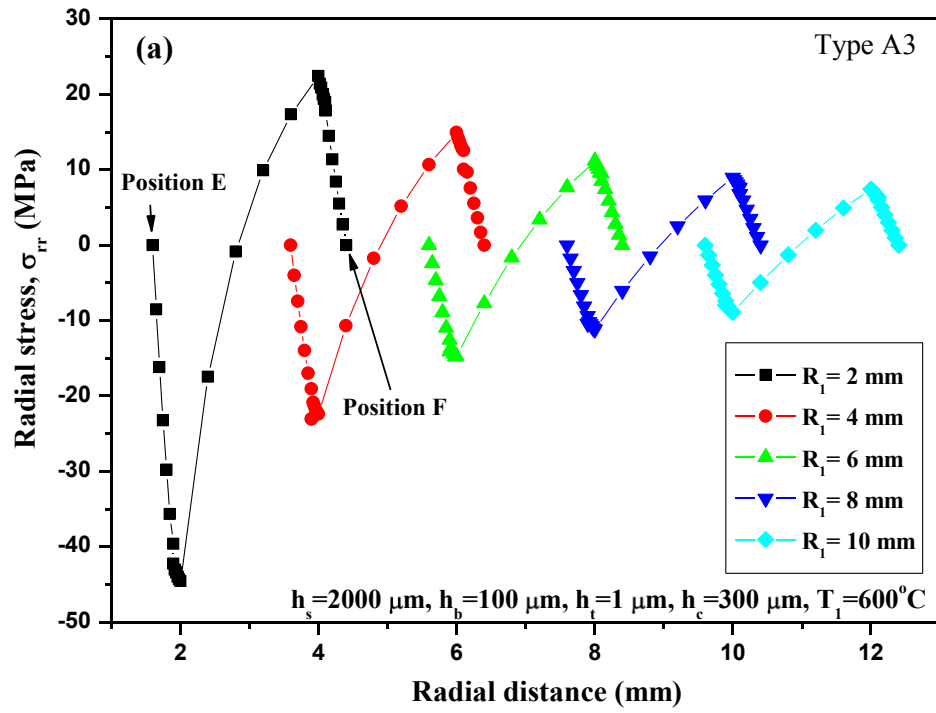 (a)
Type A3
30
20
10
0
-10
-20
-30
-40
-50
Radial stress, σrr (MPa)
Position E
Position F
R1= 2 mm
R1= 4 mm
R1= 6 mm
R1= 8 mm
R1= 10 mm
hs=2000 μm, hb=100 μm, ht=1 μm, hc=300 μm, T1=600°C
2 4 6 8 10 12
Radial distance (mm)